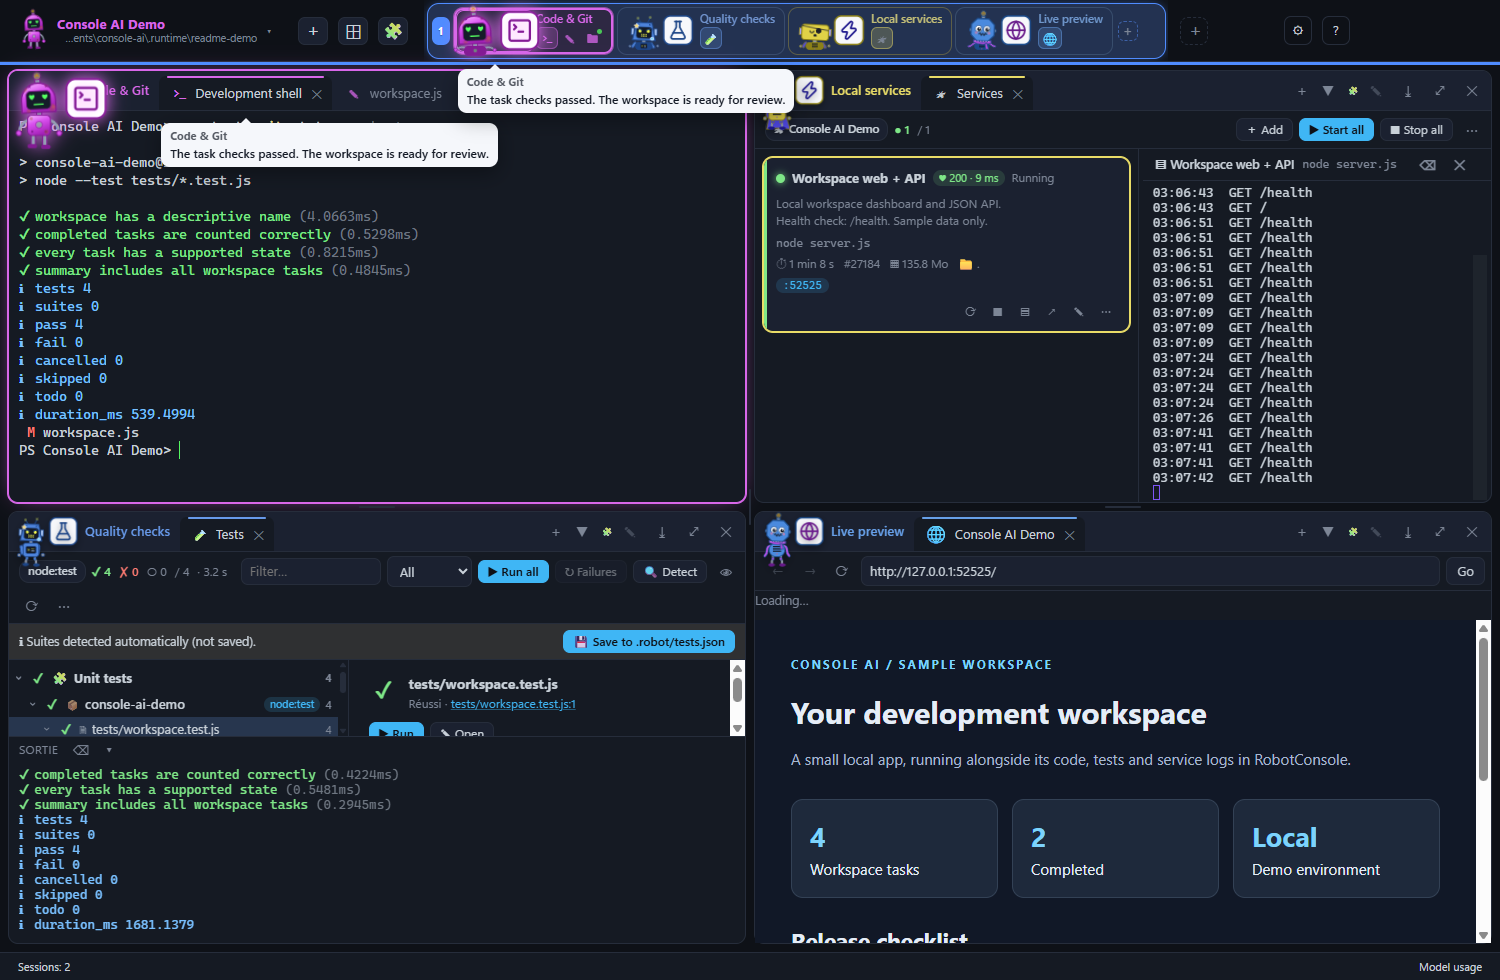 Console AI Demo
...ents\console-ai\.runtime\readme-demo
1
Code & Git
Quality checks
Local services
Live preview
?
Code & Git
The task checks passed. The workspace is ready for review.
Development shell
workspace.js
Code & Git
The task checks passed. The workspace is ready for review.
Console AI Demo
> console-ai-demo@
> node --test tests/*.test.js
✓ workspace has a descriptive name (4.0663ms)
✓ completed tasks are counted correctly (0.5298ms)
✓ every task has a supported state (0.8215ms)
✓ summary includes all workspace tasks (0.4845ms)
ℹ tests 4
ℹ suites 0
ℹ pass 4
ℹ fail 0
ℹ cancelled 0
ℹ skipped 0
ℹ todo 0
ℹ duration_ms 539.4994
M workspace.js
PS Console AI Demo>
Local services
Services
Console AI Demo
● 1 / 1
+ Add
Start all
Stop all
Workspace web + API
200 · 9 ms
Running
Local workspace dashboard and JSON API.
Health check: /health. Sample data only.
node server.js
1 min 8 s #27184 135.8 Mo .
:52525
Workspace web + API node server.js
03:06:43 GET /health
03:06:43 GET /
03:06:51 GET /health
03:06:51 GET /health
03:06:51 GET /health
03:06:51 GET /health
03:06:51 GET /health
03:07:09 GET /health
03:07:09 GET /health
03:07:09 GET /health
03:07:09 GET /health
03:07:24 GET /health
03:07:24 GET /health
03:07:24 GET /health
03:07:24 GET /health
03:07:26 GET /health
03:07:41 GET /health
03:07:41 GET /health
03:07:41 GET /health
03:07:42 GET /health
Quality checks
Tests
node:test
✓ 4 ✗ 0 ○ 0 / 4 · 3.2 s
Filter...
All
Run all
↻ Failures
Detect
ℹ Suites detected automatically (not saved).
Save to .robot/tests.json
Unit tests 4
console-ai-demo node:test 4
tests/workspace.test.js 4
tests/workspace.test.js
Réussi · tests/workspace.test.js:1
Run
Open
SORTIE
✓ completed tasks are counted correctly (0.4224ms)
✓ every task has a supported state (0.5481ms)
✓ summary includes all workspace tasks (0.2945ms)
ℹ tests 4
ℹ suites 0
ℹ pass 4
ℹ fail 0
ℹ cancelled 0
ℹ skipped 0
ℹ todo 0
ℹ duration_ms 1681.1379
Live preview
Console AI Demo
http://127.0.0.1:52525/
Go
Loading...
CONSOLE AI / SAMPLE WORKSPACE
Your development workspace
A small local app, running alongside its code, tests and service logs in RobotConsole.
4
Workspace tasks
2
Completed
Local
Demo environment
Release checklist
Sessions: 2
Model usage